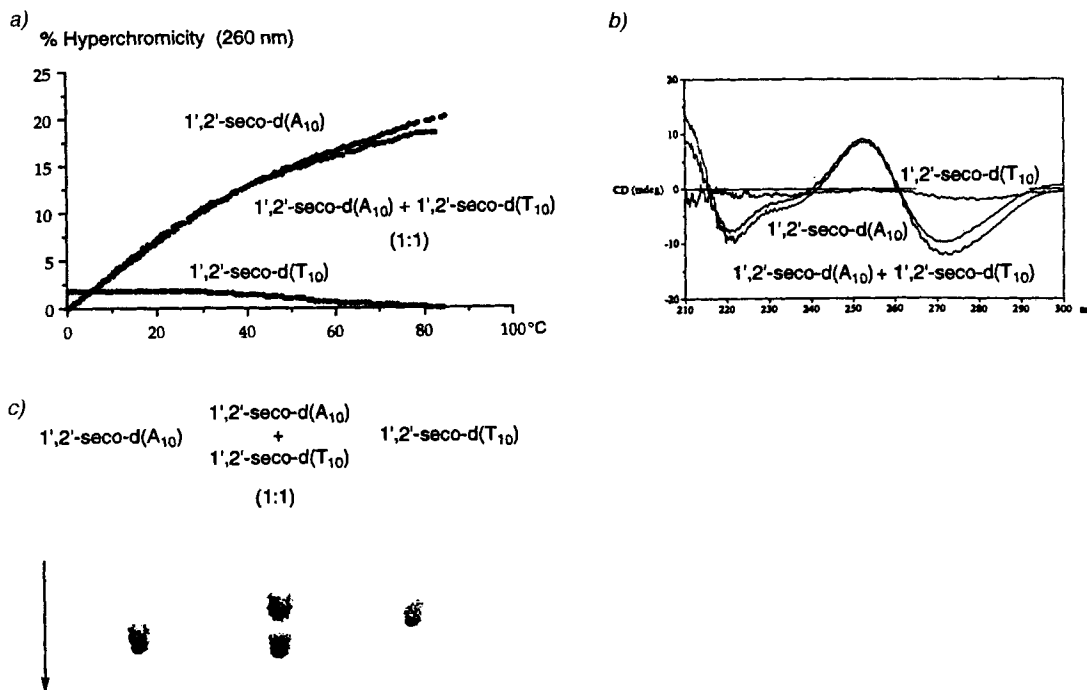 a)
% Hyperchromicity (260 nm)
25
20
15
10
5
0
0
20
40
60
80
100°C
1',2'-seco-d(A10)
1',2'-seco-d(A10) + 1',2'-seco-d(T10)
(1:1)
1',2'-seco-d(T10)
b)
CD (mdeg)
20
10
0
-10
-20
210
220
230
240
250
260
270
280
290
300
1',2'-seco-d(T10)
1',2'-seco-d(A10)
1',2'-seco-d(A10) + 1',2'-seco-d(T10)
c)
1',2'-seco-d(A10)
1',2'-seco-d(A10)
+
1',2'-seco-d(T10)
(1:1)
1',2'-seco-d(T10)